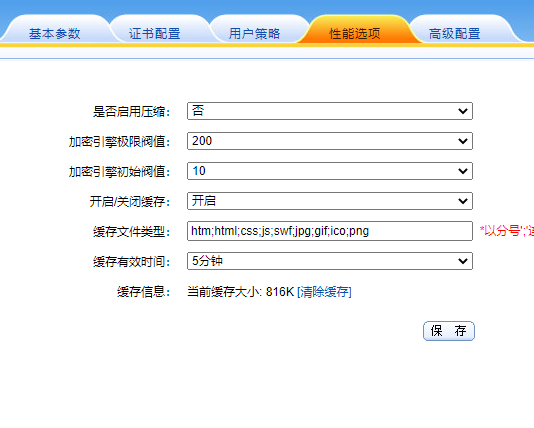 基本参数 证书配置 用户策略 性能选项 高级配置
是否启用压缩： 否
加密引擎极限阀值： 200
加密引擎初始阀值： 10
开启/关闭缓存： 开启
缓存文件类型： htm;html;css;js;swf;jpg;gif;ico;png *以分号';'
缓存有效时间： 5分钟
缓存信息： 当前缓存大小: 816K [清除缓存]
保 存